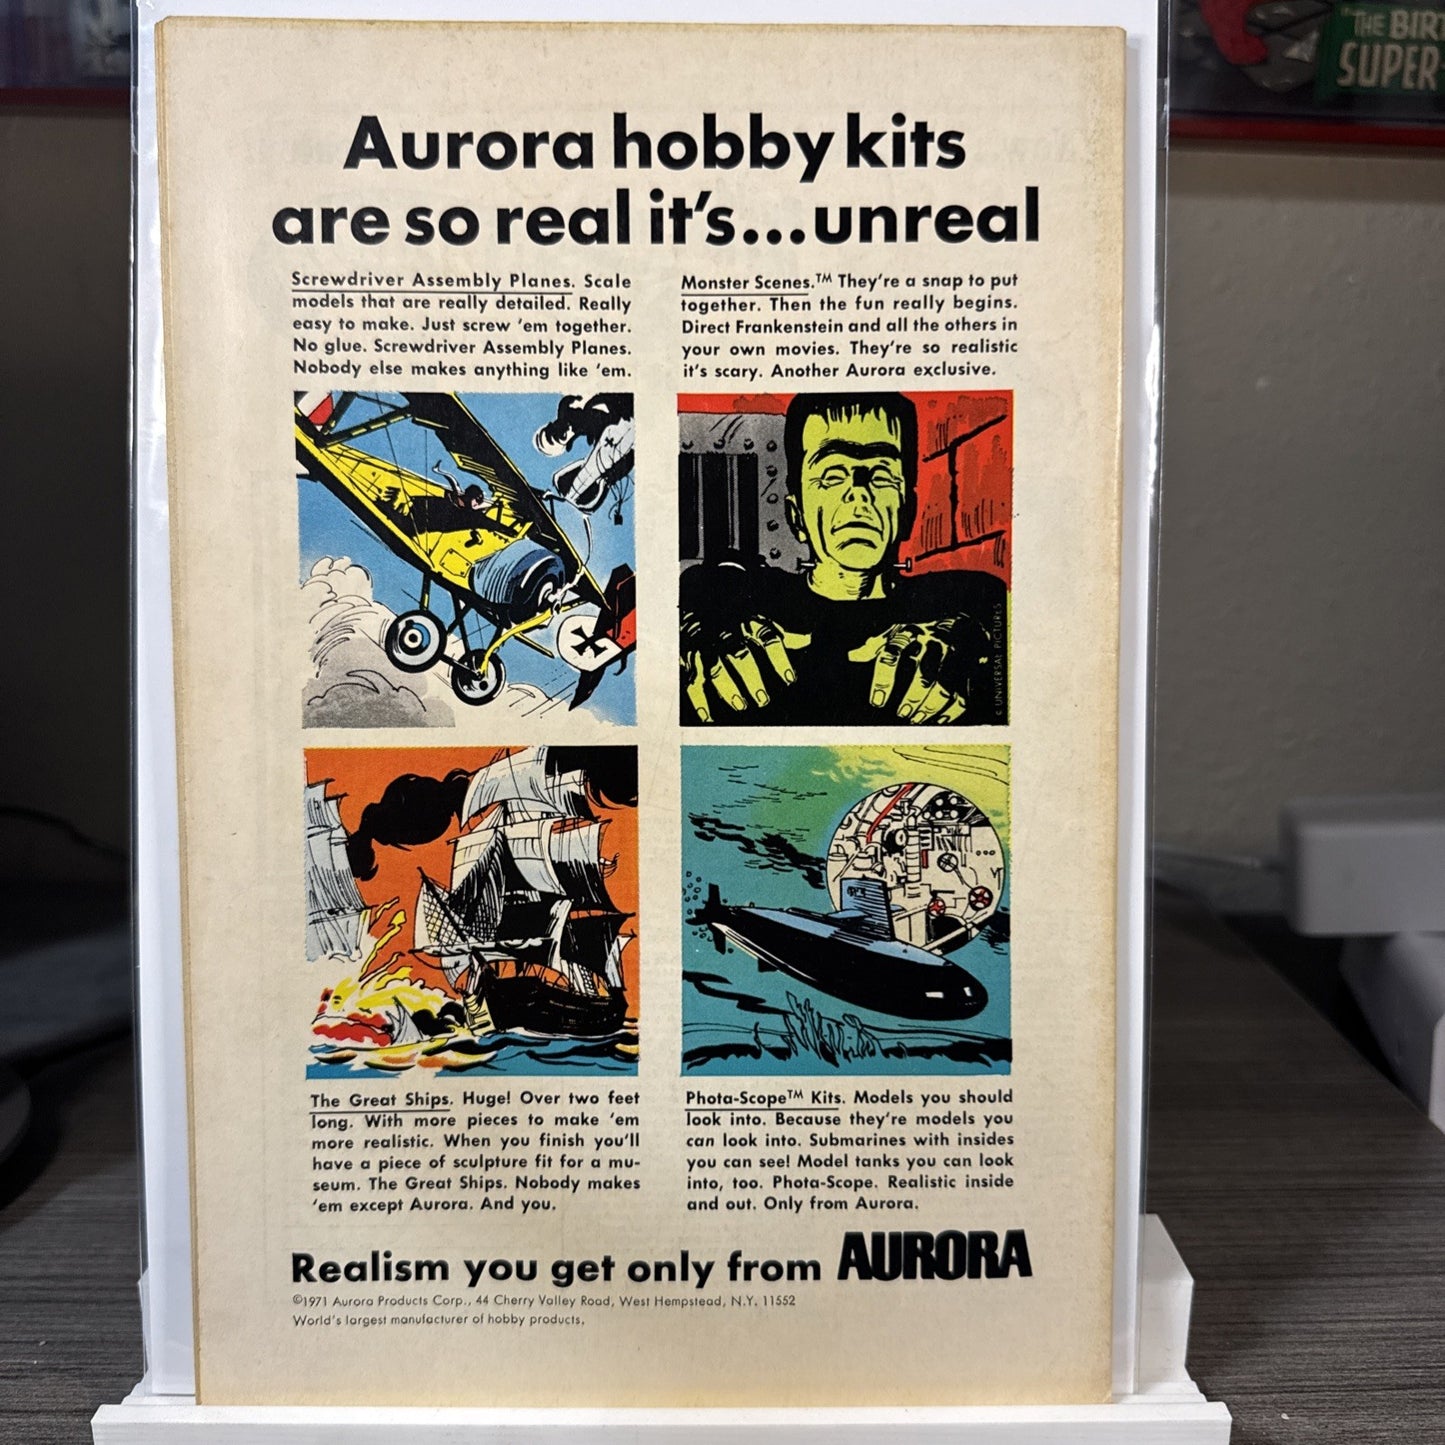 "THE BIRT
SUPER-
Aurora hobby kits
are so real it's...unreal
Screwdriver Assembly Planes. Scale
models that are really detailed. Really
easy to make. Just screw 'em together.
No glue. Screwdriver Assembly Planes.
Nobody else makes anything like 'em.
Monster Scenes.™ They're a snap to put
together. Then the fun really begins.
Direct Frankenstein and all the others in
your own movies. They're so realistic
it's scary. Another Aurora exclusive.
© UNIVERSAL PICTURES
The Great Ships. Huge! Over two feet
long. With more pieces to make 'em
more realistic. When you finish you'll
have a piece of sculpture fit for a mu-
seum. The Great Ships. Nobody makes
'em except Aurora. And you.
Phota-Scope™ Kits. Models you should
look into. Because they're models you
can look into. Submarines with insides
you can see! Model tanks you can look
into, too. Phota-Scope. Realistic inside
and out. Only from Aurora.
Realism you get only from AURORA
©1971 Aurora Products Corp., 44 Cherry Valley Road, West Hempstead, N.Y. 11552
World's largest manufacturer of hobby products.